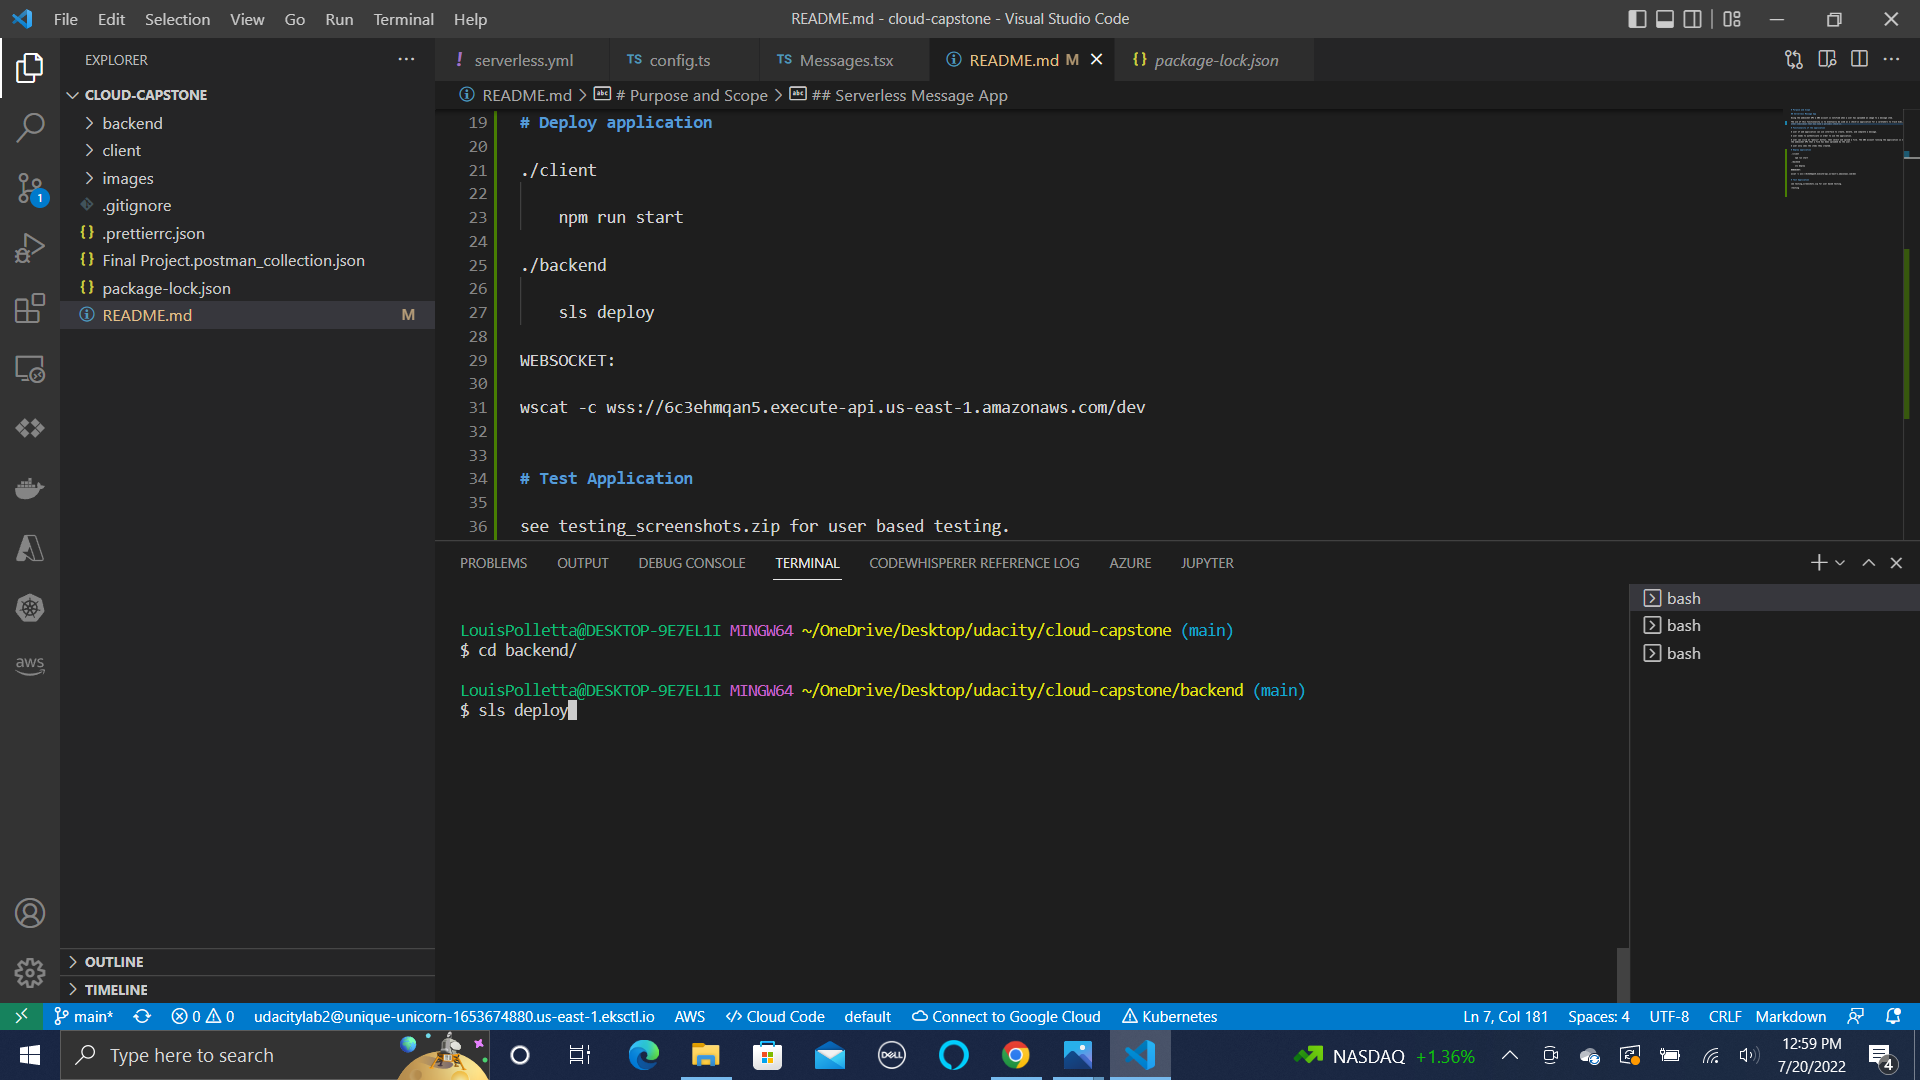 File Edit Selection View Go Run Terminal Help
README.md - cloud-capstone - Visual Studio Code
EXPLORER
CLOUD-CAPSTONE
backend
client
images
.gitignore
.prettierrc.json
Final Project.postman_collection.json
package-lock.json
README.md M
OUTLINE
TIMELINE
1
aws
! serverless.yml TS config.ts TS Messages.tsx README.md M {} package-lock.json
README.md > # Purpose and Scope > ## Serverless Message App
19 # Deploy application
20
21 ./client
22
23 npm run start
24
25 ./backend
26
27 sls deploy
28
29 WEBSOCKET:
30
31 wscat -c wss://6c3ehmqan5.execute-api.us-east-1.amazonaws.com/dev
32
33
34 # Test Application
35
36 see testing_screenshots.zip for user based testing.
PROBLEMS OUTPUT DEBUG CONSOLE TERMINAL CODEWHISPERER REFERENCE LOG AZURE JUPYTER
LouisPolletta@DESKTOP-9E7EL1I MINGW64 ~/OneDrive/Desktop/udacity/cloud-capstone (main)
$ cd backend/
LouisPolletta@DESKTOP-9E7EL1I MINGW64 ~/OneDrive/Desktop/udacity/cloud-capstone/backend (main)
$ sls deploy
bash
bash
bash
main* 0 0 udacitylab2@unique-unicorn-1653674880.us-east-1.eksctl.io AWS Cloud Code default Connect to Google Cloud Kubernetes Ln 7, Col 181 Spaces: 4 UTF-8 CRLF Markdown
Type here to search
DELL
NASDAQ +1.36%
12:59 PM
7/20/2022
4